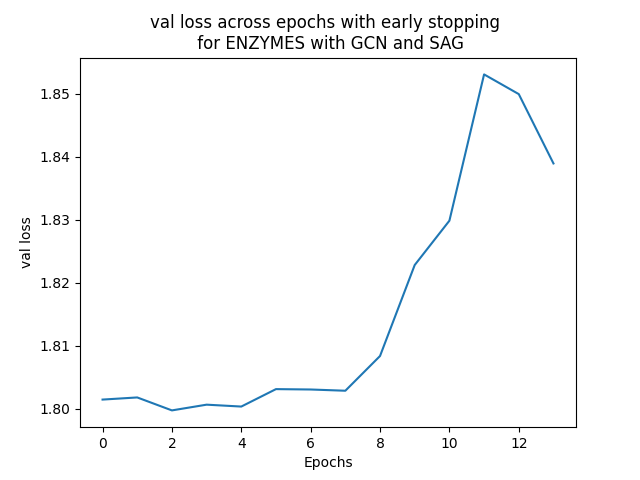 val loss across epochs with early stopping
for ENZYMES with GCN and SAG
1.85
1.84
1.83
1.82
1.81
1.80
val loss
0 2 4 6 8 10 12
Epochs